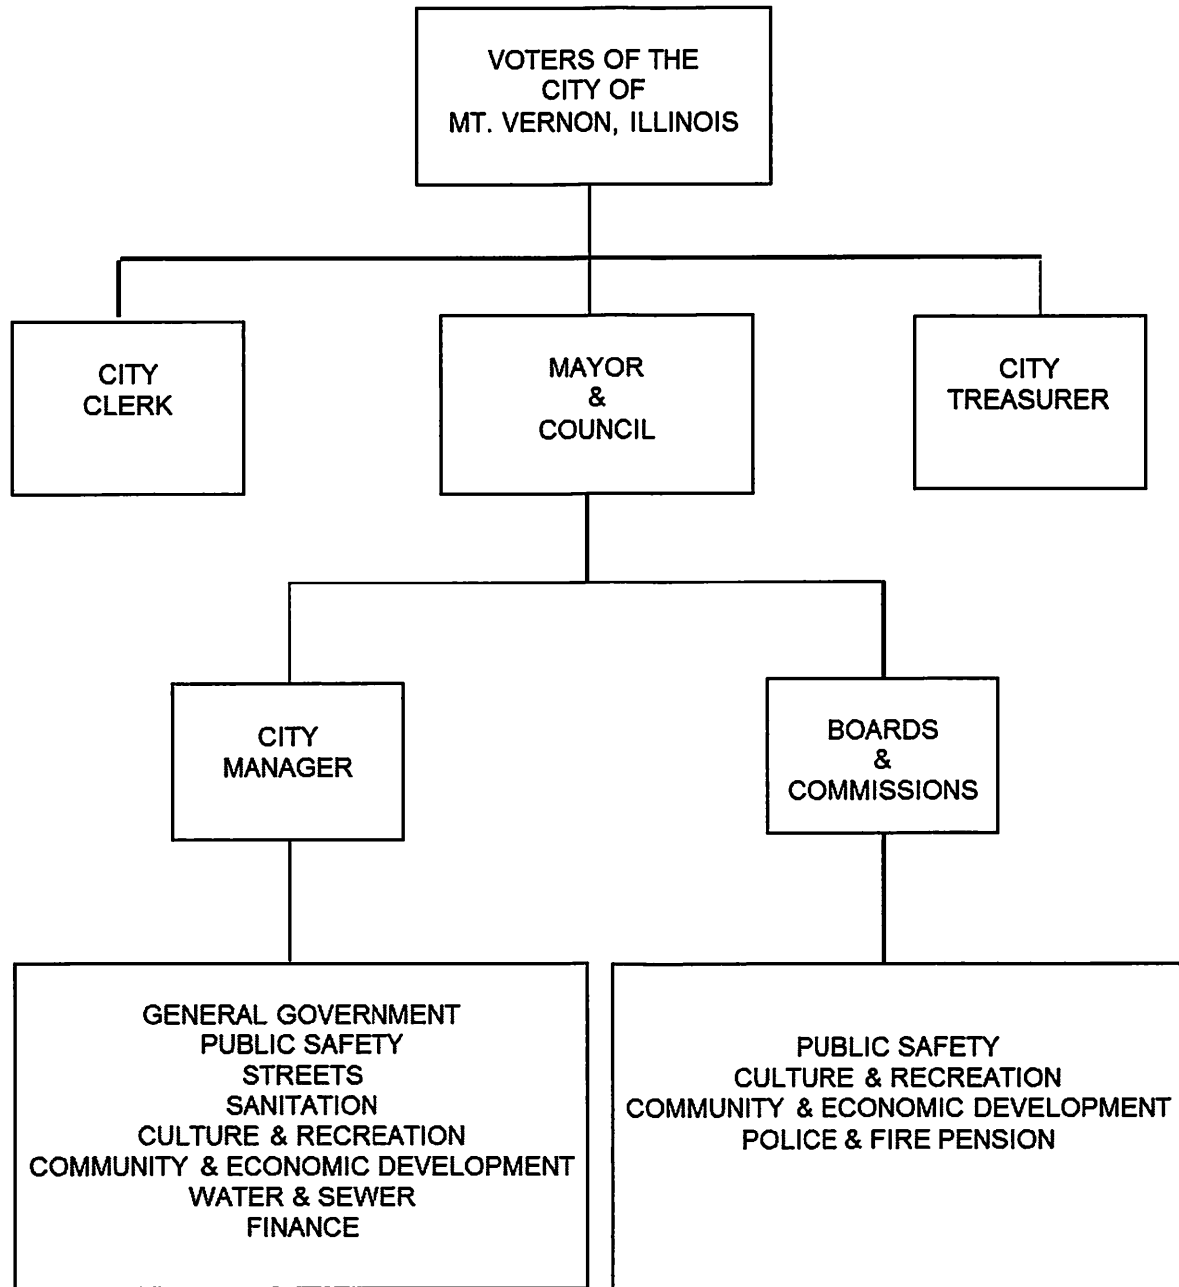 VOTERS OF THE
CITY OF
MT. VERNON, ILLINOIS
CITY
CLERK
MAYOR
&
COUNCIL
CITY
TREASURER
CITY
MANAGER
BOARDS
&
COMMISSIONS
GENERAL GOVERNMENT
PUBLIC SAFETY
STREETS
SANITATION
CULTURE & RECREATION
COMMUNITY & ECONOMIC DEVELOPMENT
WATER & SEWER
FINANCE
PUBLIC SAFETY
CULTURE & RECREATION
COMMUNITY & ECONOMIC DEVELOPMENT
POLICE & FIRE PENSION